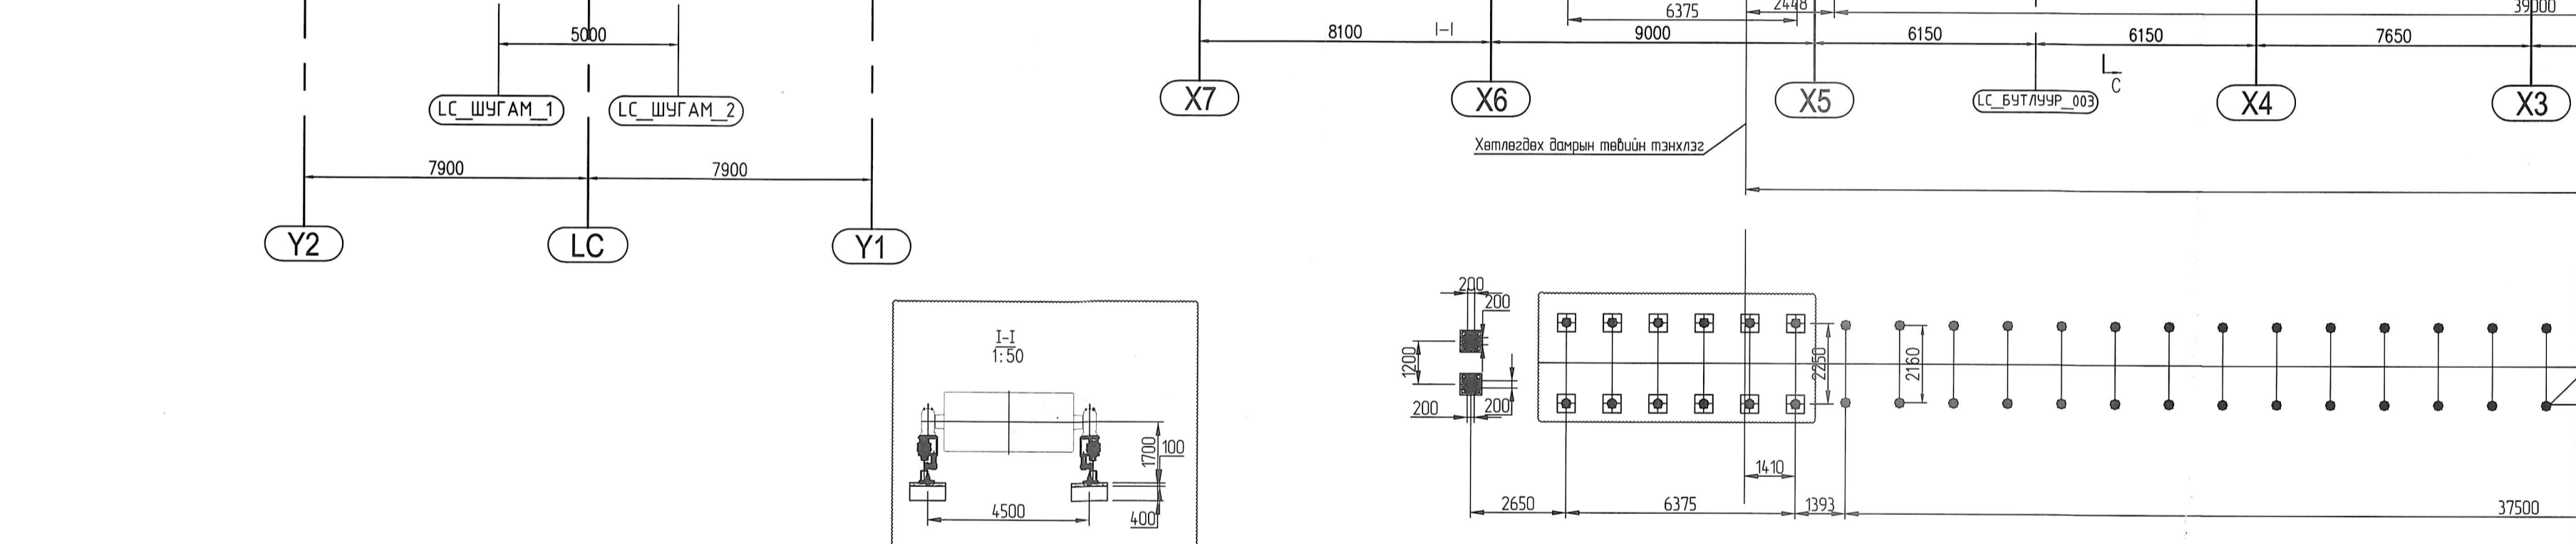 6375
2448
39000
5000
8100
I-I
9000
6150
6150
7650
LC_ШУГАМ_1
LC_ШУГАМ_2
X7
X6
X5
LC_БУТЛУУР_003
C
X4
X3
Хөтлөгдөх дамрын төвийн тэнхлэг
7900
7900
Y2
LC
Y1
200
200
1200
200
200
2250
2160
I-I
1:50
1700
100
4500
400
1410
2650
6375
1393
37500